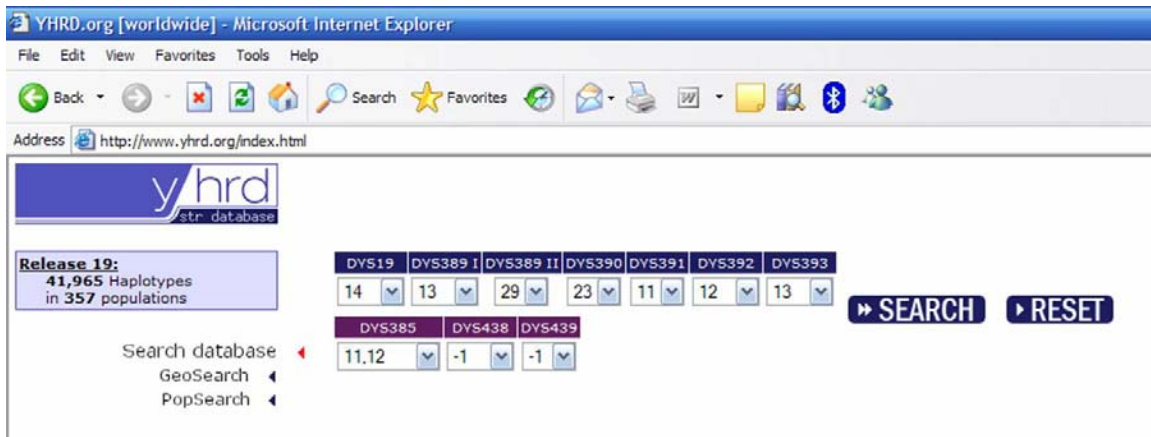 YHRD.org [worldwide] - Microsoft Internet Explorer
File Edit View Favorites Tools Help
Back Search Favorites
Address http://www.yhrd.org/index.html
yhrd
str database
Release 19:
41,965 Haplotypes
in 357 populations
Search database
GeoSearch
PopSearch
DYS19 DYS389 I DYS389 II DYS390 DYS391 DYS392 DYS393
14 13 29 23 11 12 13
SEARCH RESET
DYS385 DYS438 DYS439
11,12 -1 -1